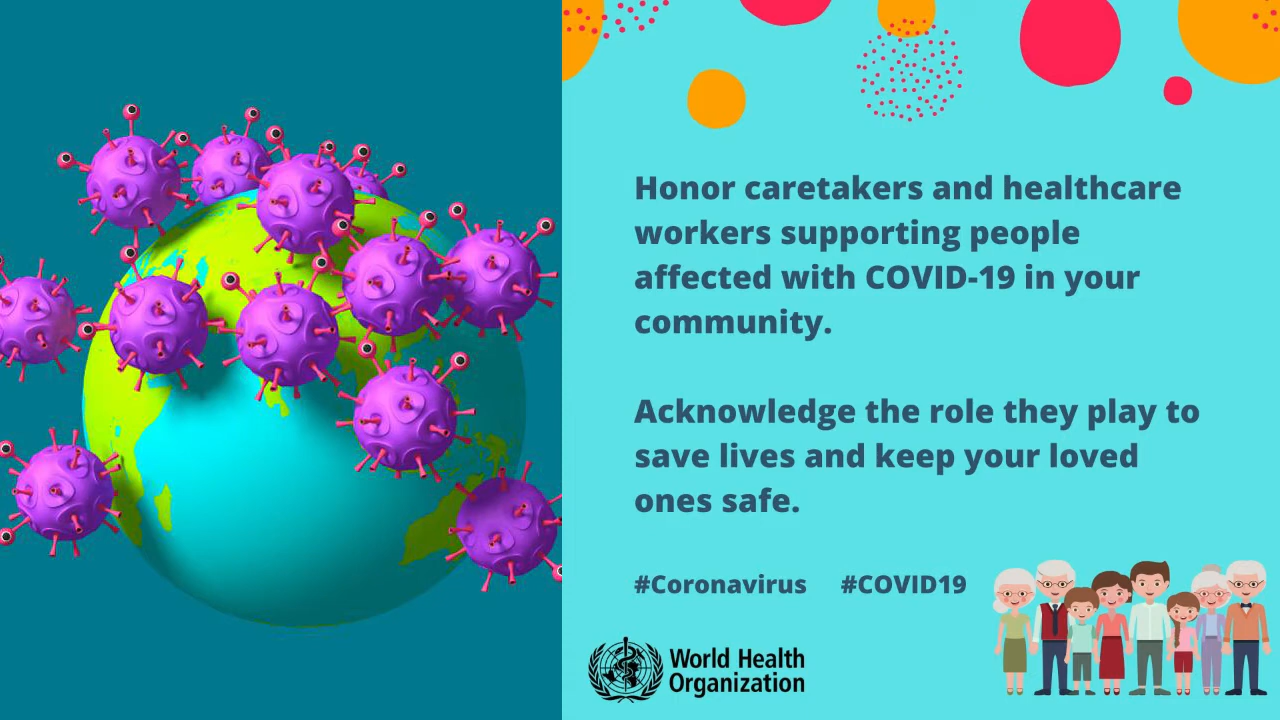 Honor caretakers and healthcare
workers supporting people
affected with COVID-19 in your
community.
Acknowledge the role they play to
save lives and keep your loved
ones safe.
#Coronavirus #COVID19
World Health
Organization